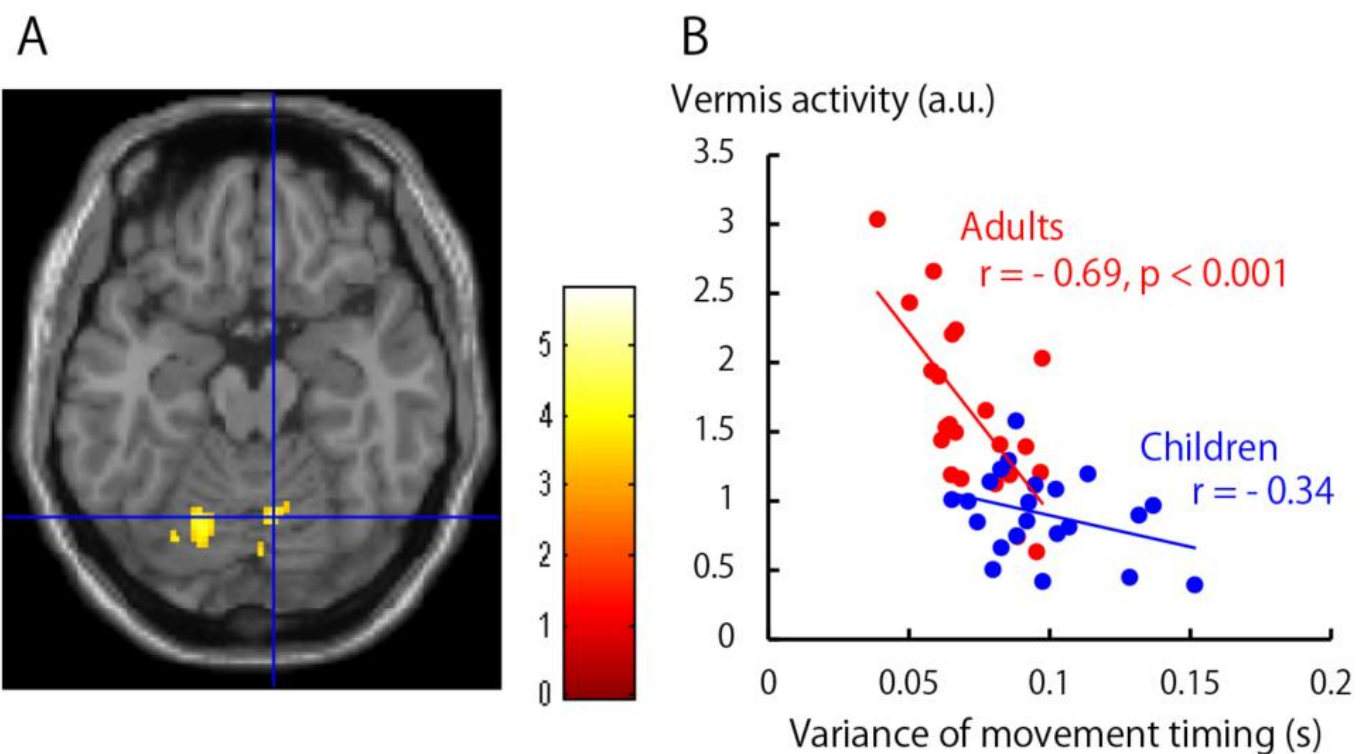 A
B
Vermis activity (a.u.)
3.5
3
2.5
2
1.5
1
0.5
0
Adults
r = - 0.69, p < 0.001
Children
r = - 0.34
5
4
3
2
1
0
0 0.05 0.1 0.15 0.2
Variance of movement timing (s)